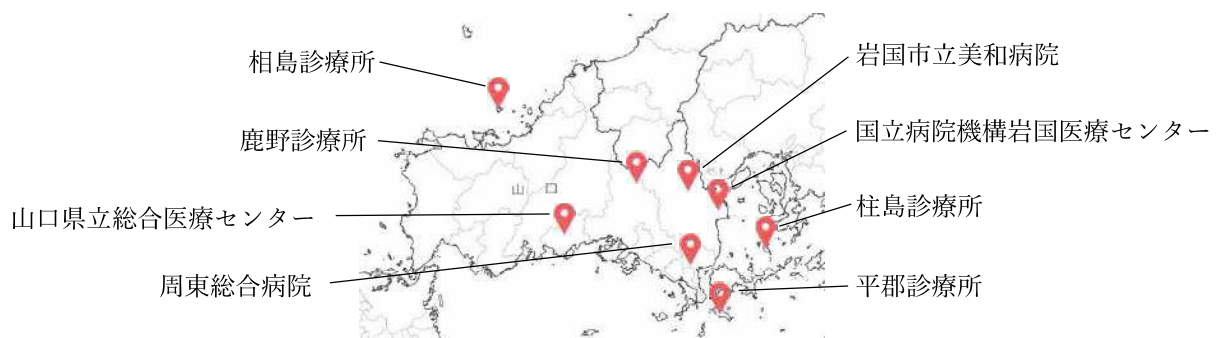 相島診療所
鹿野診療所
山口県立総合医療センター
周東総合病院
山口
岩国市立美和病院
国立病院機構岩国医療センター
柱島診療所
平郡診療所